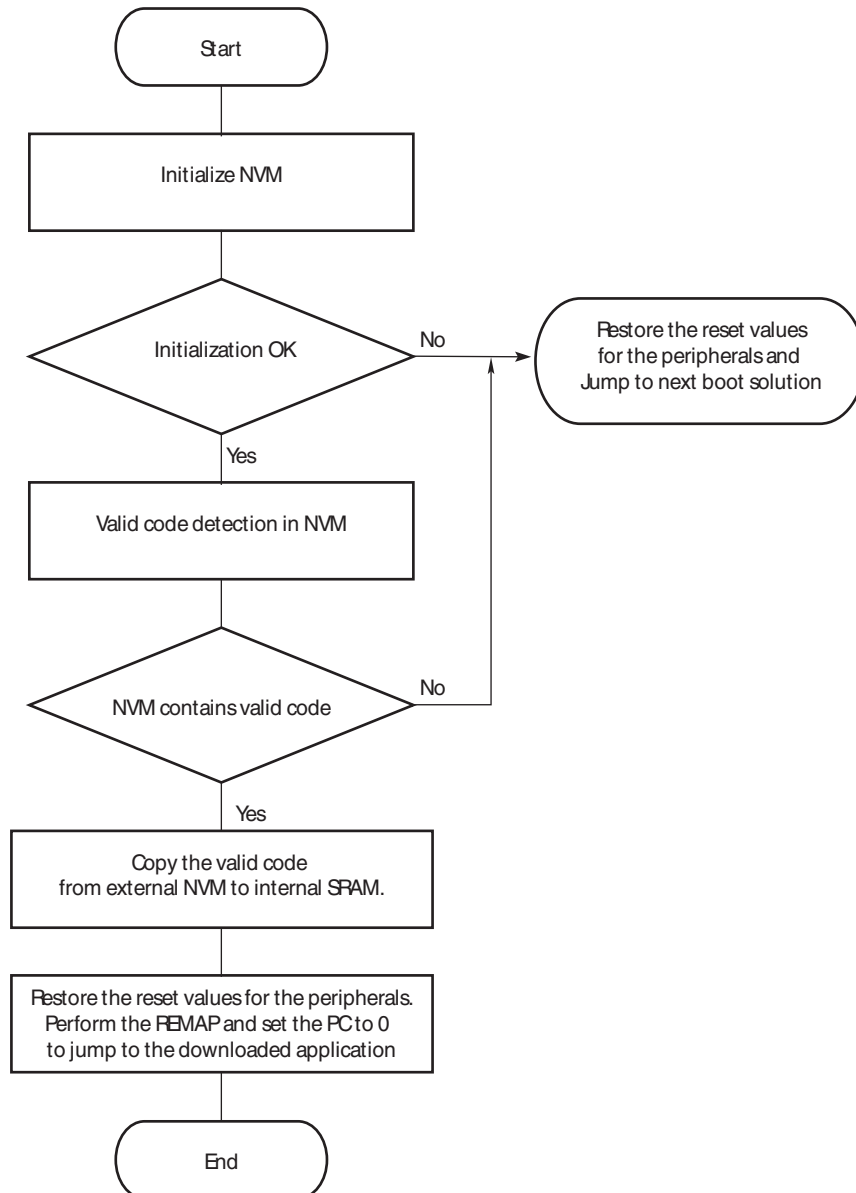 Start
Initialize NVM
Initialization OK
No
Restore the reset values
for the peripherals and
Jump to next boot solution
Yes
Valid code detection in NVM
NVM contains valid code
No
Yes
Copy the valid code
from external NVM to internal SRAM.
Restore the reset values for the peripherals.
Perform the REMAP and set the PC to 0
to jump to the downloaded application
End